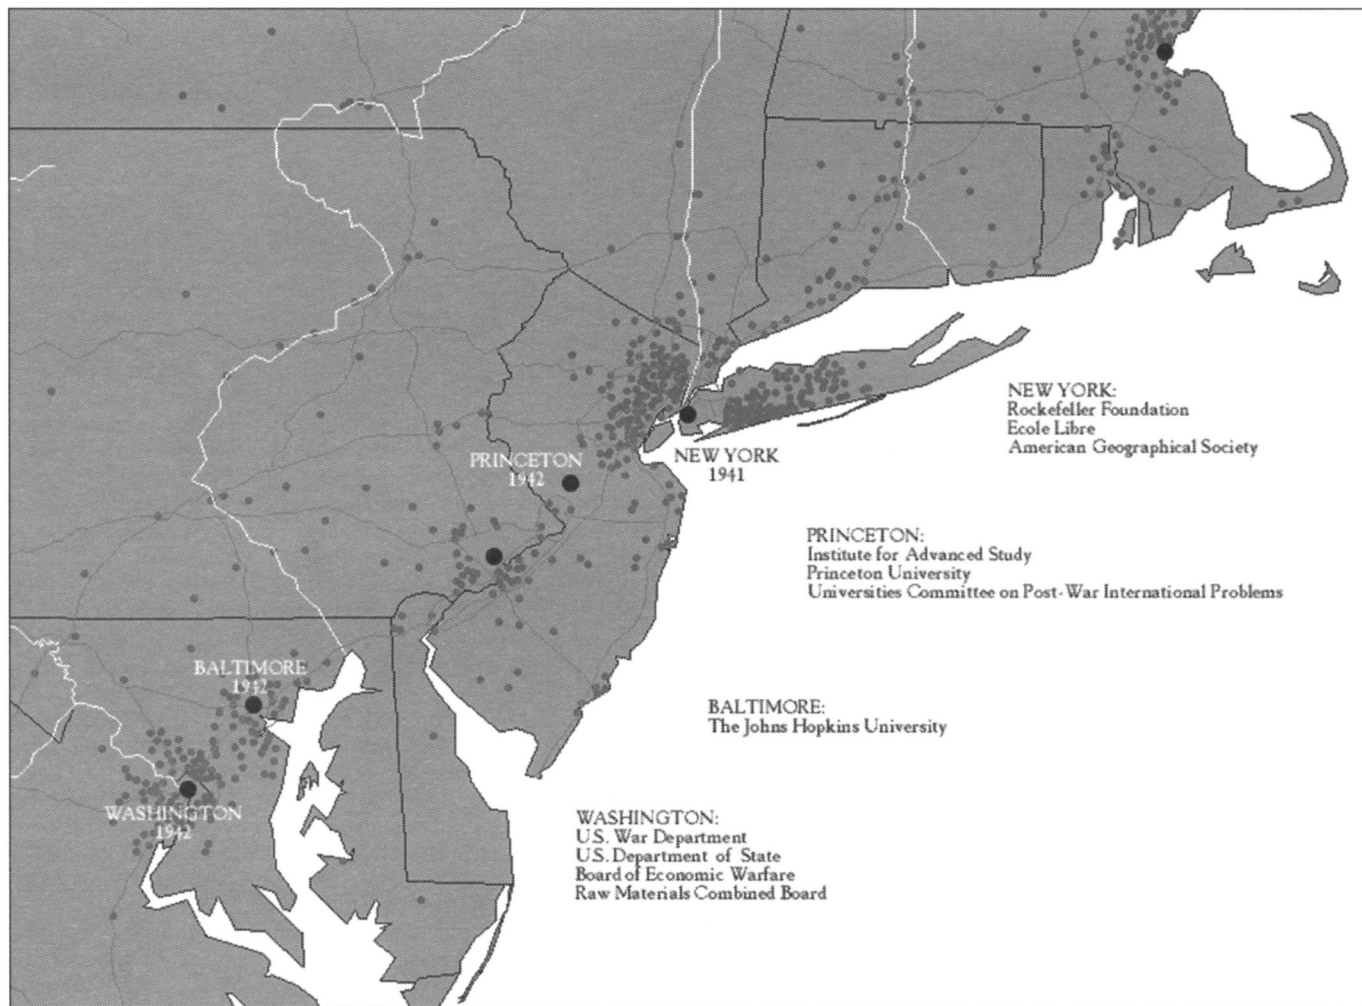 PRINCETON
1942
NEW YORK
1941
BALTIMORE
1942
WASHINGTON
1942
NEW YORK:
Rockefeller Foundation
Ecole Libre
American Geographical Society
PRINCETON:
Institute for Advanced Study
Princeton University
Universities Committee on Post-War International Problems
BALTIMORE:
The Johns Hopkins University
WASHINGTON:
U.S. War Department
U.S. Department of State
Board of Economic Warfare
Raw Materials Combined Board